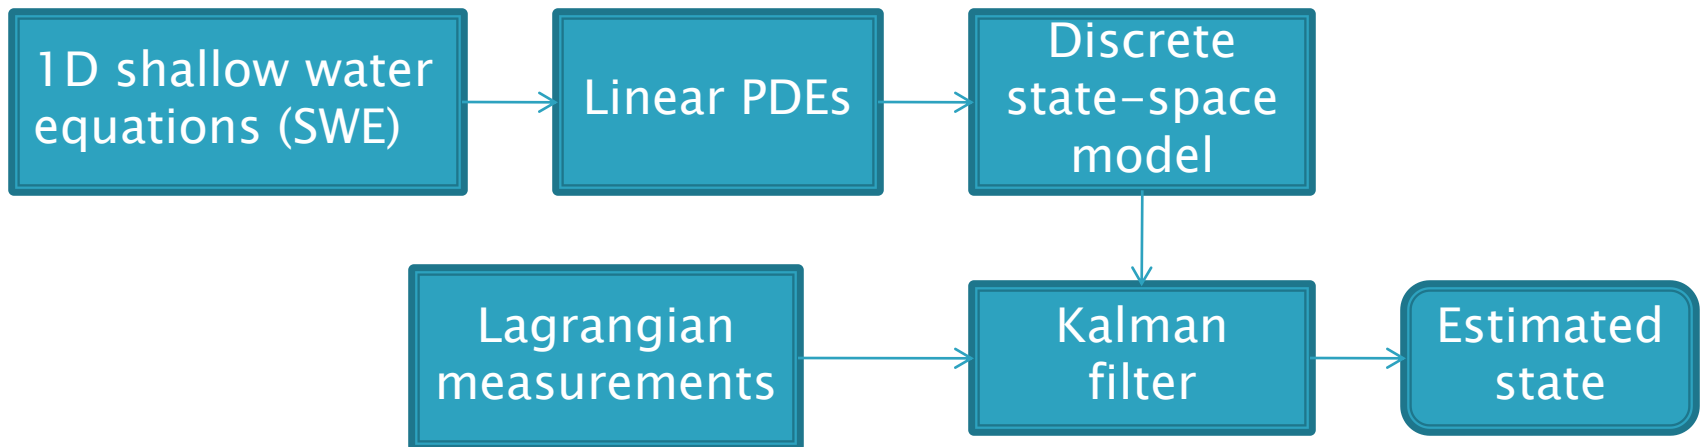 1D shallow water
equations (SWE)
Linear PDEs
Discrete
state-space
model
Lagrangian
measurements
Kalman
filter
Estimated
state